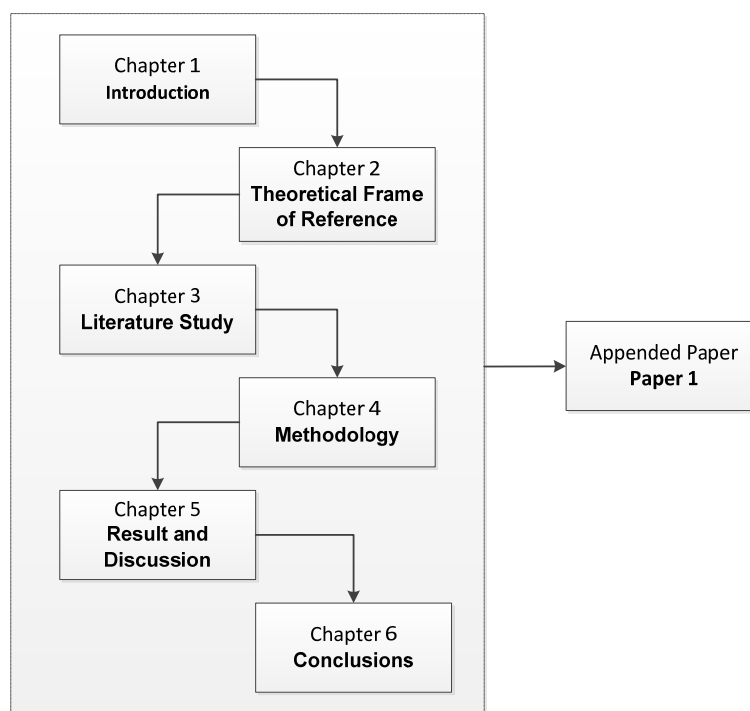 Chapter 1
Introduction
Chapter 2
Theoretical Frame
of Reference
Chapter 3
Literature Study
Chapter 4
Methodology
Chapter 5
Result and
Discussion
Chapter 6
Conclusions
Appended Paper
Paper 1